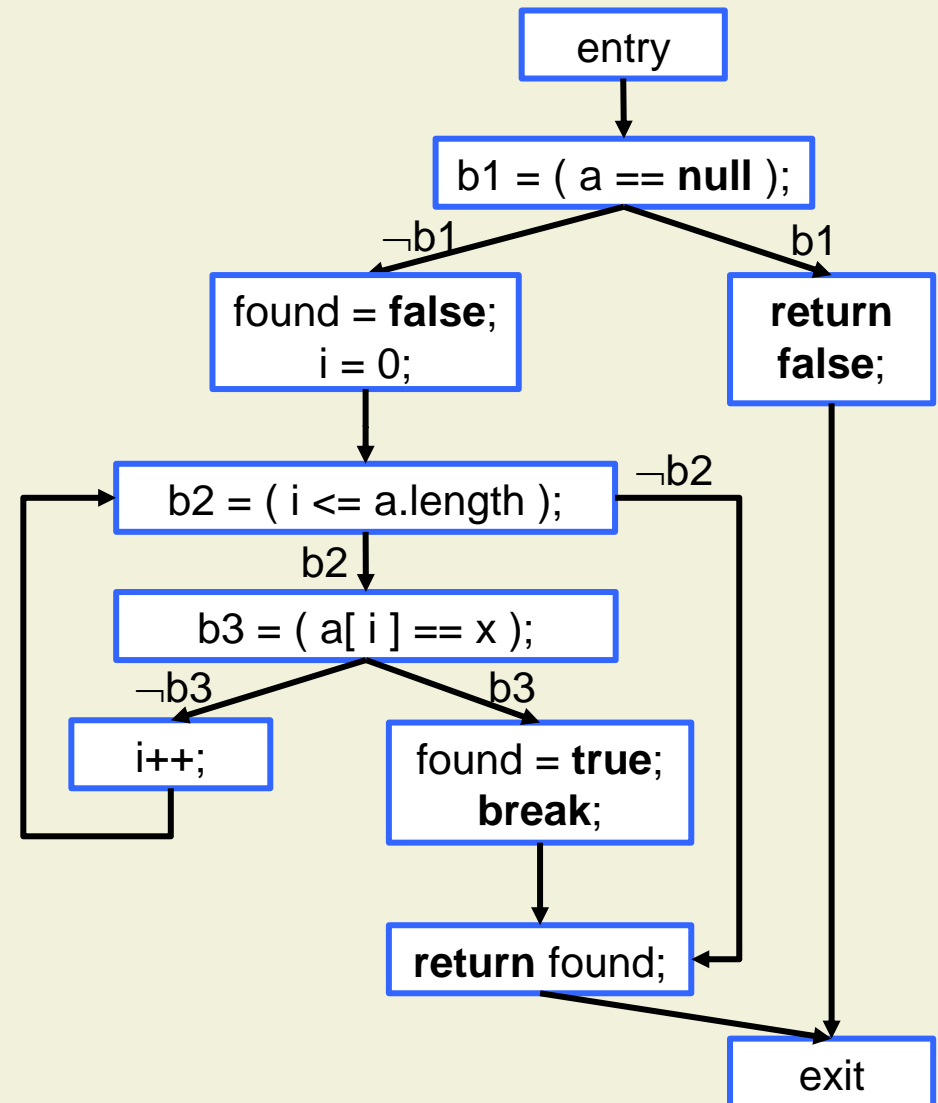 entry
b1 = ( a == null );
¬b1
b1
found = false;
i = 0;
return
false;
b2 = ( i <= a.length );
¬b2
b2
b3 = ( a[ i ] == x );
¬b3
b3
i++;
found = true;
break;
return found;
exit